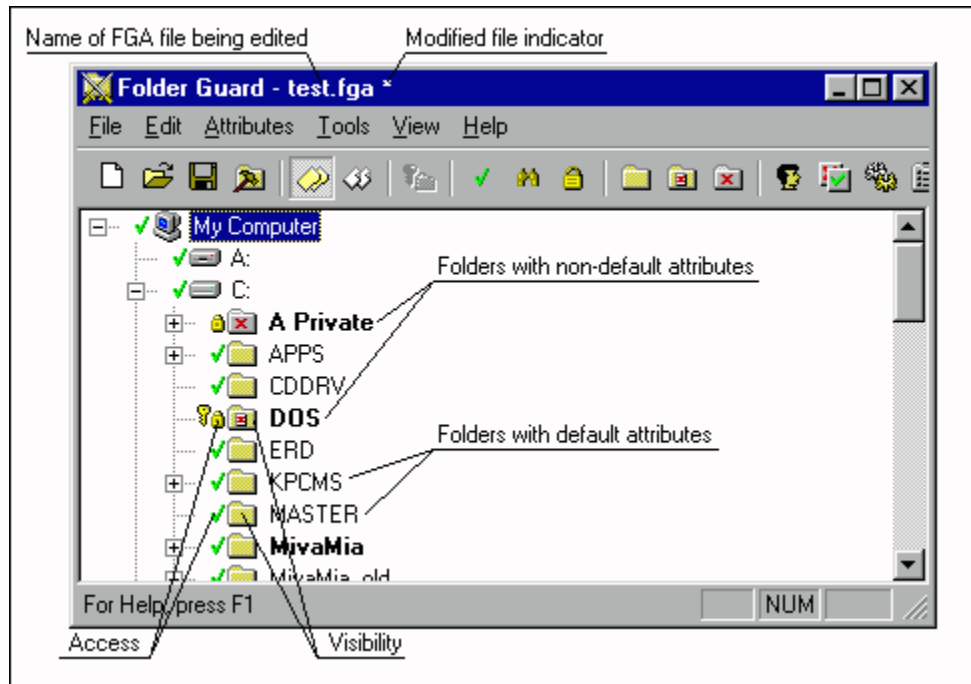 Name of FGA file being edited Modified file indicator
Folder Guard - test.fga *
File Edit Attributes Tools View Help
My Computer
A:
Folders with non-default attributes
C:
A Private
APPS
CDDRV
DOS
Folders with default attributes
ERD
KPCMS
MASTER
MivaMia
MivaMia_old
For Help, press F1 NUM
Access Visibility